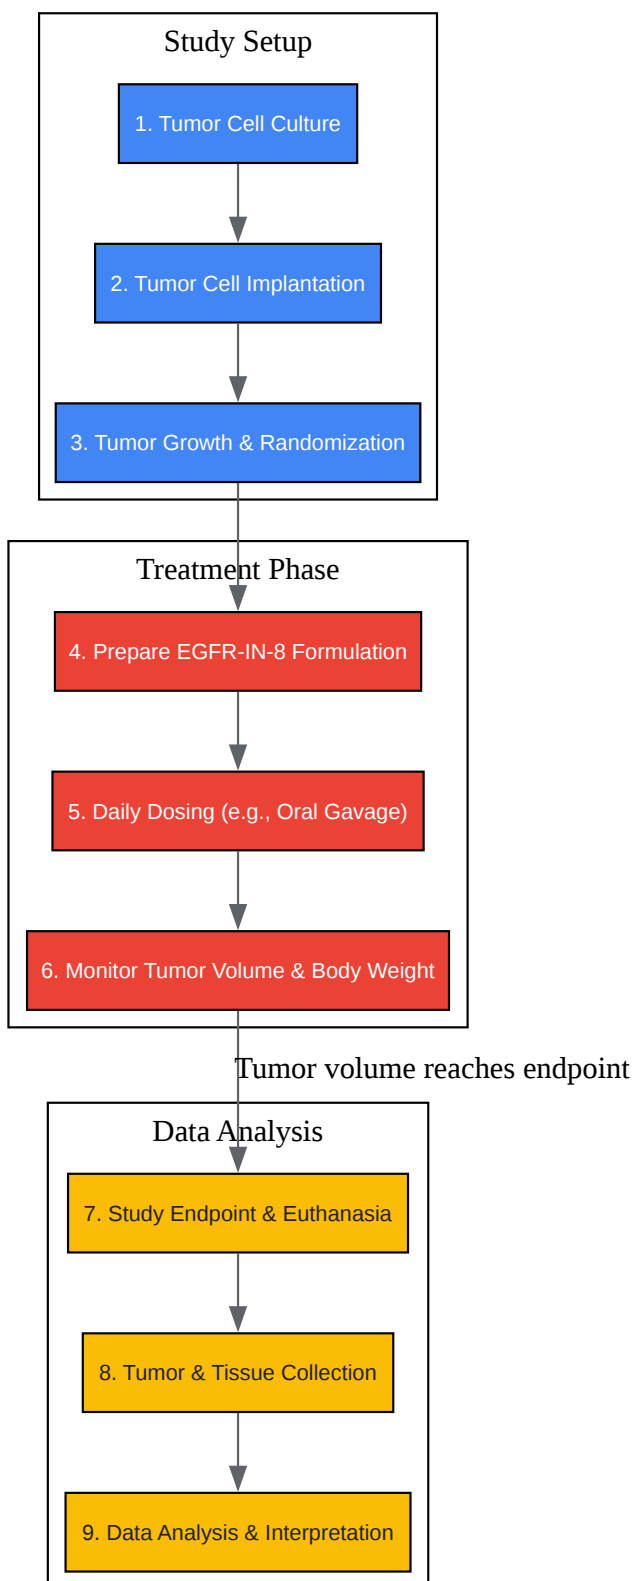 Study Setup
1. Tumor Cell Culture
2. Tumor Cell Implantation
3. Tumor Growth & Randomization
Treatment Phase
4. Prepare EGFR-IN-8 Formulation
5. Daily Dosing (e.g., Oral Gavage)
6. Monitor Tumor Volume & Body Weight
Tumor volume reaches endpoint
Data Analysis
7. Study Endpoint & Euthanasia
8. Tumor & Tissue Collection
9. Data Analysis & Interpretation